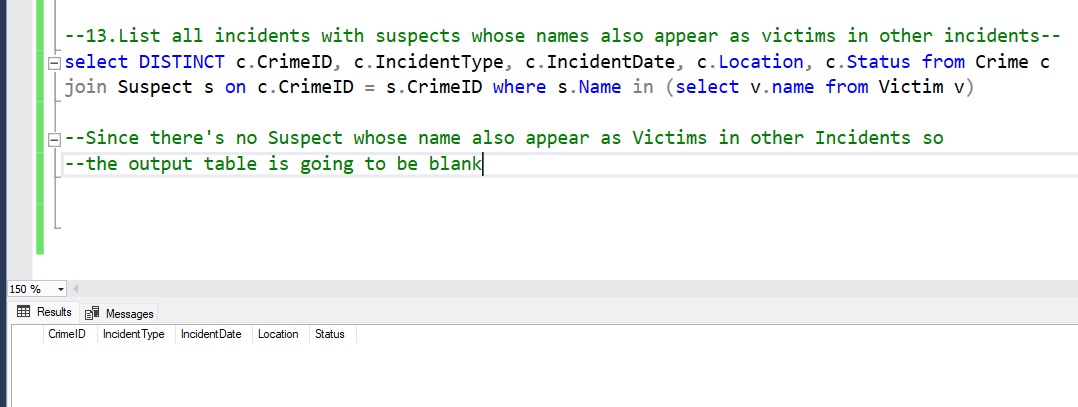 --13.List all incidents with suspects whose names also appear as victims in other incidents--
select DISTINCT c.CrimeID, c.IncidentType, c.IncidentDate, c.Location, c.Status from Crime c
join Suspect s on c.CrimeID = s.CrimeID where s.Name in (select v.name from Victim v)
--Since there's no Suspect whose name also appear as Victims in other Incidents so
--the output table is going to be blank
150 %
Results Messages
CrimeID IncidentType IncidentDate Location Status